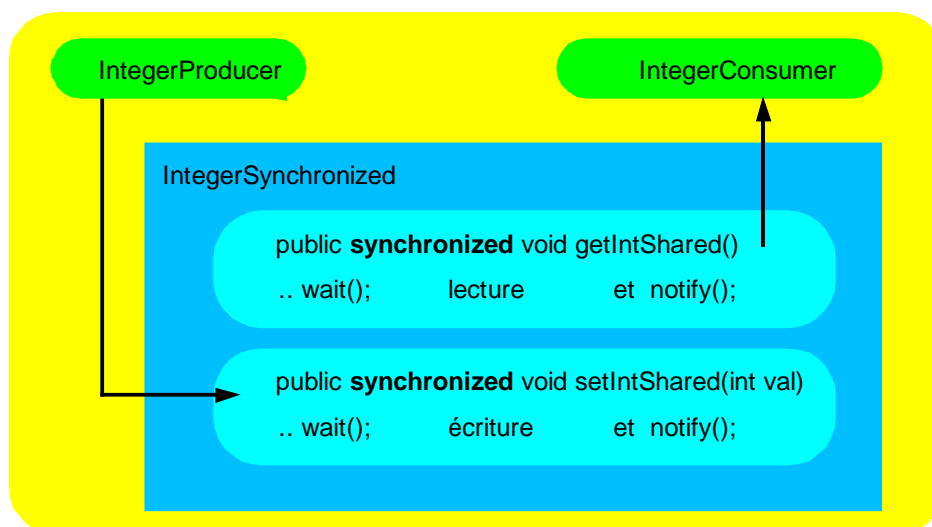 IntegerProducer
IntegerConsumer
IntegerSynchronized
public synchronized void getIntShared()
.. wait(); lecture et notify();
public synchronized void setIntShared(int val)
.. wait(); écriture et notify();